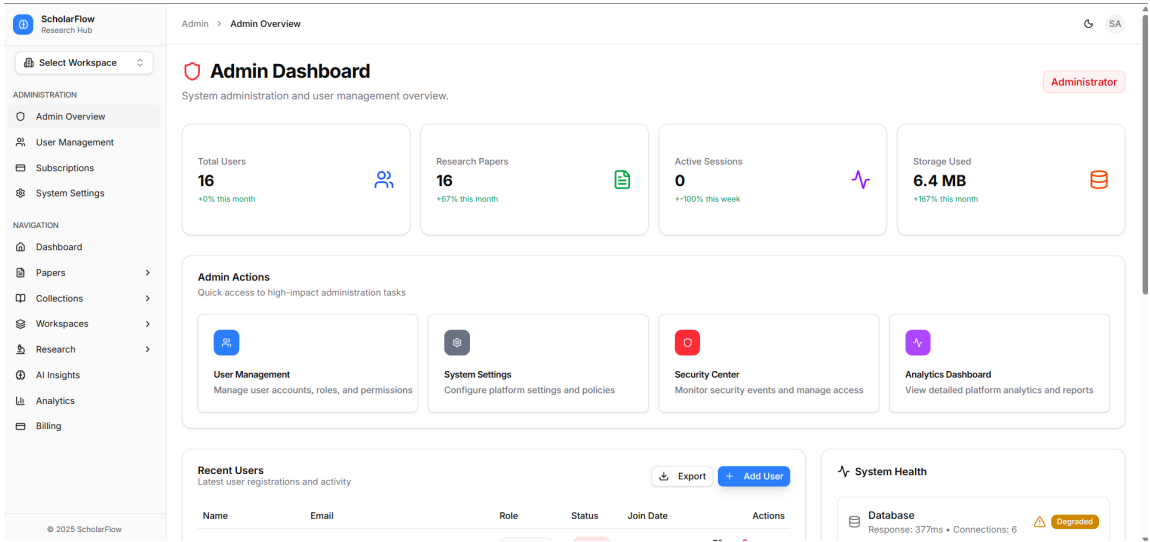 ScholarFlow
Research Hub
Select Workspace
ADMINISTRATION
Admin Overview
User Management
Subscriptions
System Settings
NAVIGATION
Dashboard
Papers
Collections
Workspaces
Research
AI Insights
Analytics
Billing
© 2025 ScholarFlow
Admin > Admin Overview
SA
Admin Dashboard
System administration and user management overview.
Administrator
Total Users
16
+0% this month
Research Papers
16
+67% this month
Active Sessions
0
+-100% this week
Storage Used
6.4 MB
+167% this month
Admin Actions
Quick access to high-impact administration tasks
User Management
Manage user accounts, roles, and permissions
System Settings
Configure platform settings and policies
Security Center
Monitor security events and manage access
Analytics Dashboard
View detailed platform analytics and reports
Recent Users
Latest user registrations and activity
Export
+ Add User
Name Email Role Status Join Date Actions
System Health
Database
Response: 377ms • Connections: 6
Degraded